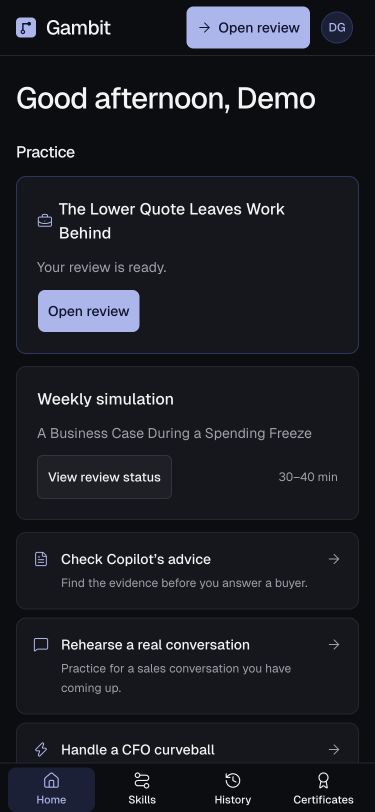 Gambit
Open review
DG
Good afternoon, Demo
Practice
The Lower Quote Leaves Work
Behind
Your review is ready.
Open review
Weekly simulation
A Business Case During a Spending Freeze
View review status
30–40 min
Check Copilot's advice
Find the evidence before you answer a buyer.
Rehearse a real conversation
Practice for a sales conversation you have
coming up.
Handle a CFO curveball
Home
Skills
History
Certificates